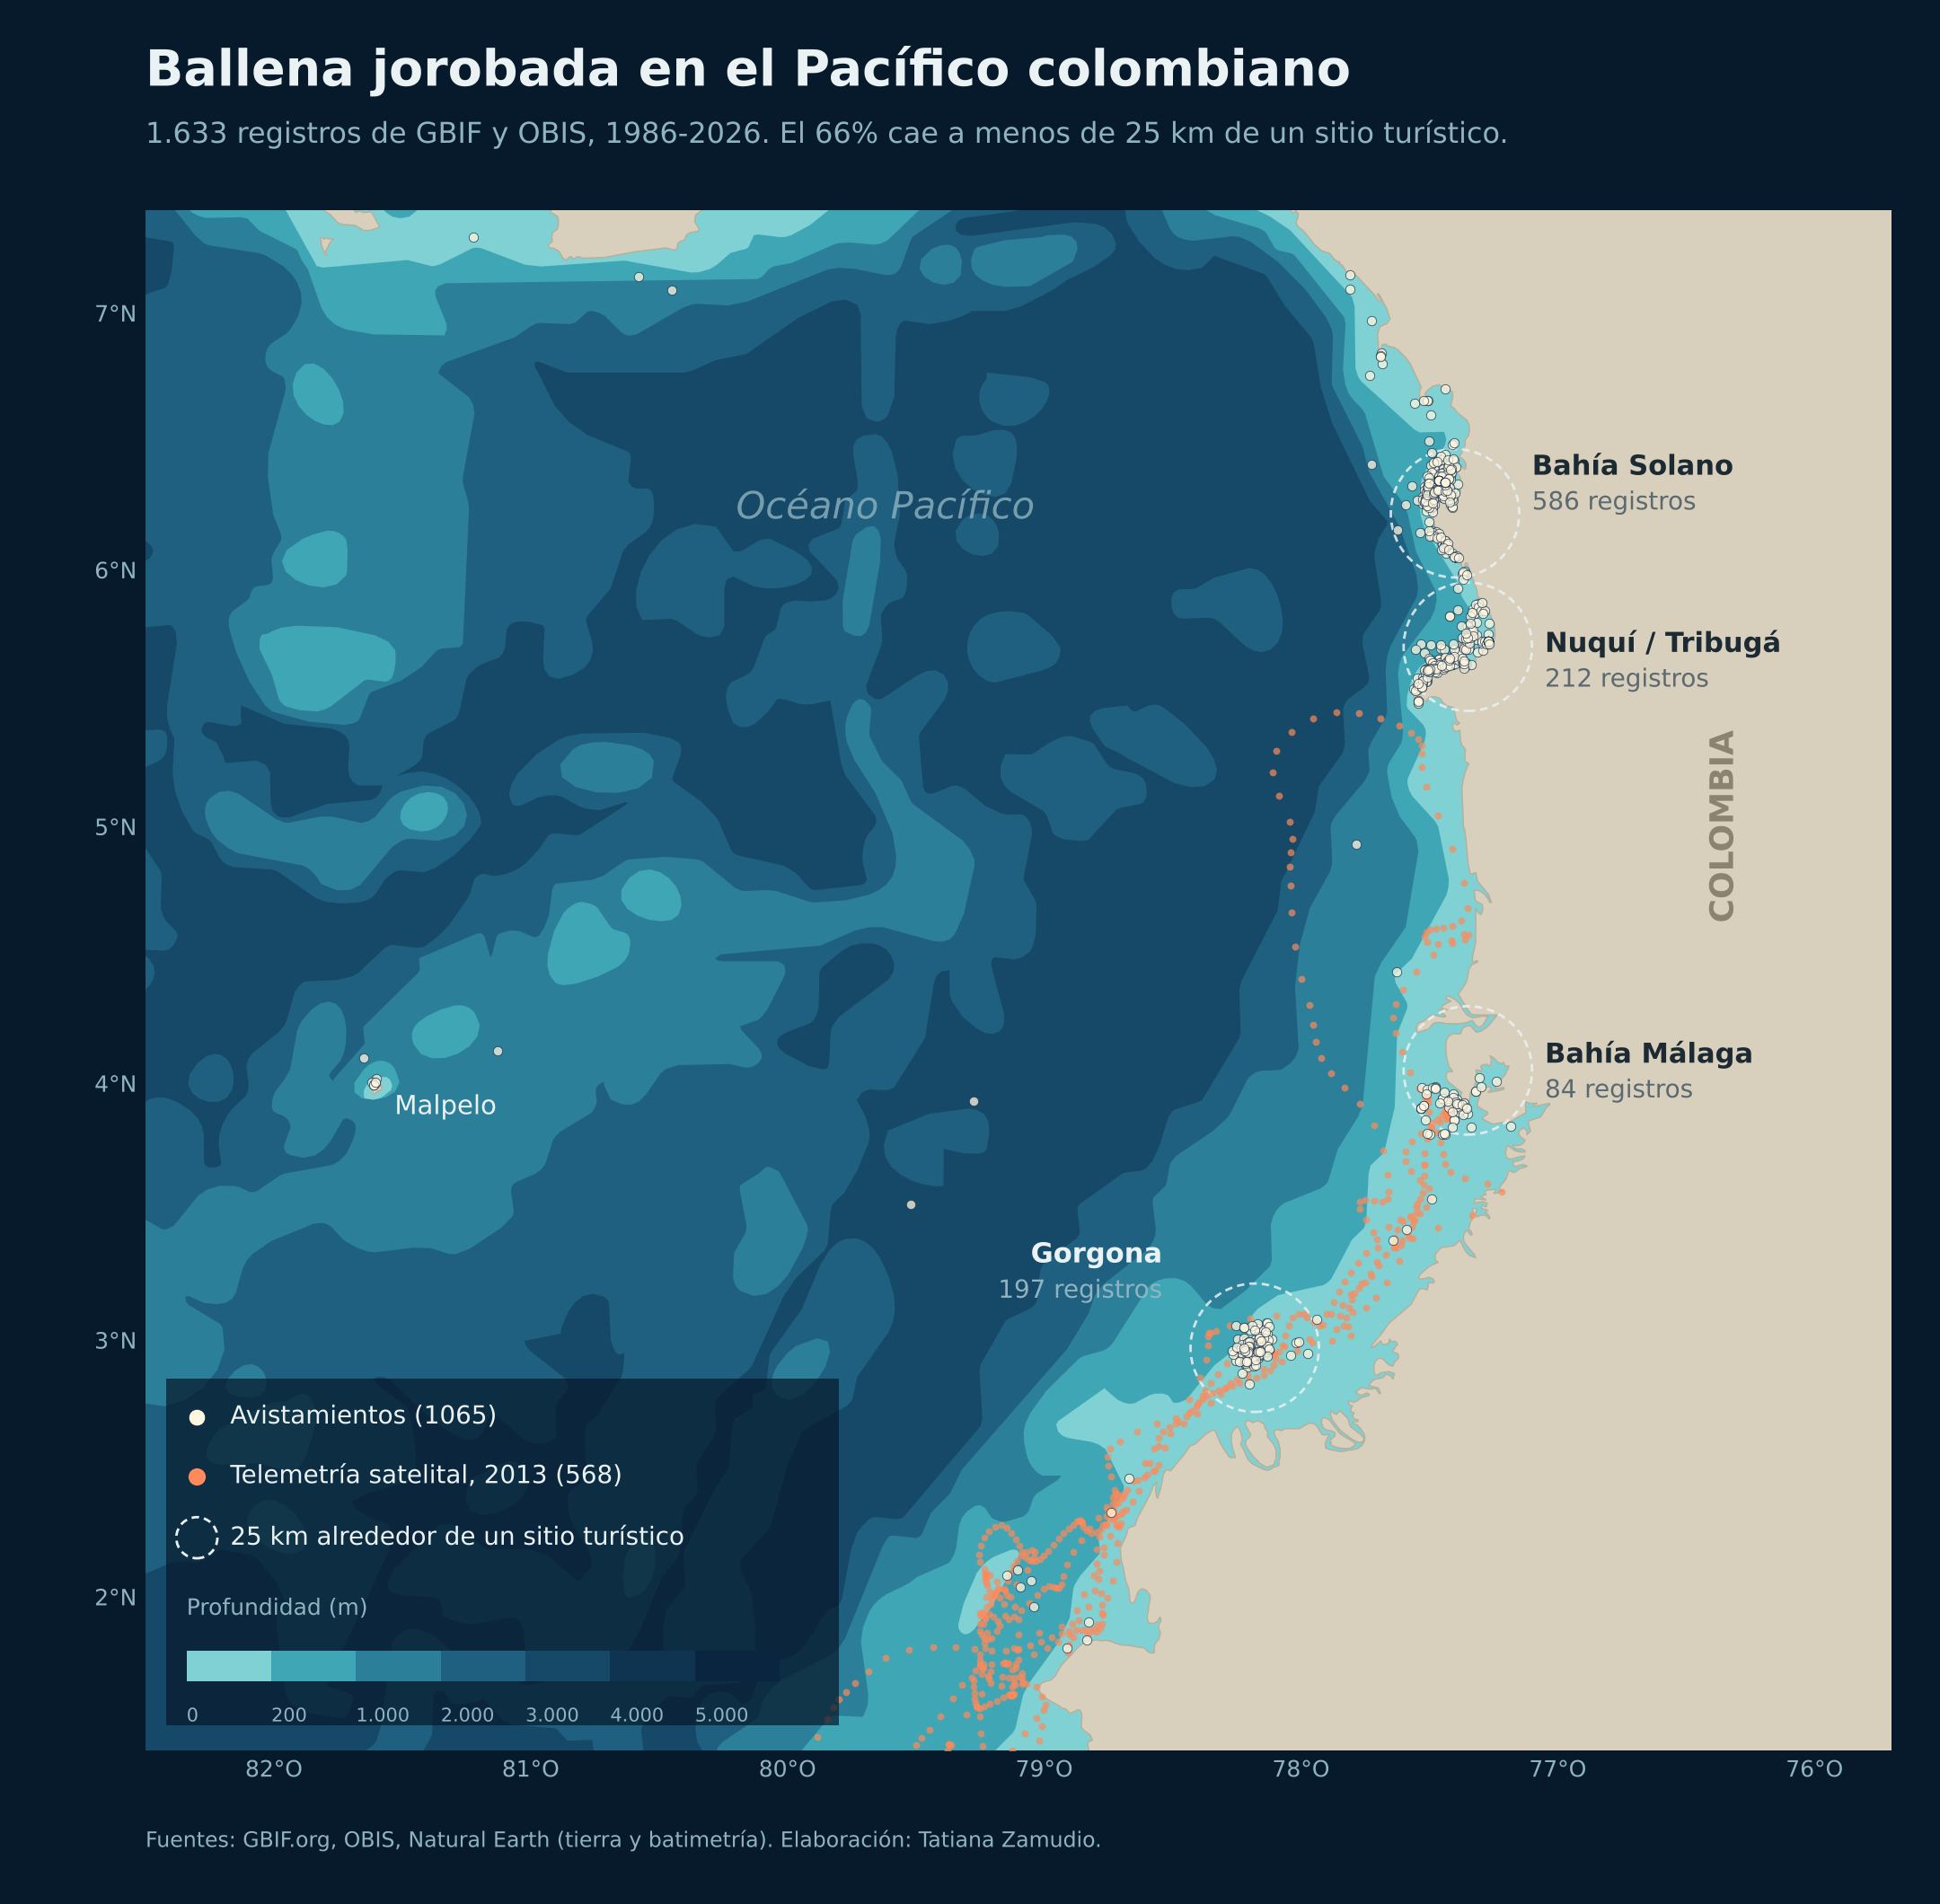 Ballena jorobada en el Pacífico colombiano
1.633 registros de GBIF y OBIS, 1986-2026. El 66% cae a menos de 25 km de un sitio turístico.
7°N
6°N
5°N
4°N
3°N
2°N
Océano Pacífico
Bahía Solano
586 registros
Nuquí / Tribugá
212 registros
COLOMBIA
Bahía Málaga
84 registros
Malpelo
Gorgona
197 registros
Avistamientos (1065)
Telemetría satelital, 2013 (568)
25 km alrededor de un sitio turístico
Profundidad (m)
0 200 1.000 2.000 3.000 4.000 5.000
82°O 81°O 80°O 79°O 78°O 77°O 76°O
Fuentes: GBIF.org, OBIS, Natural Earth (tierra y batimetría). Elaboración: Tatiana Zamudio.